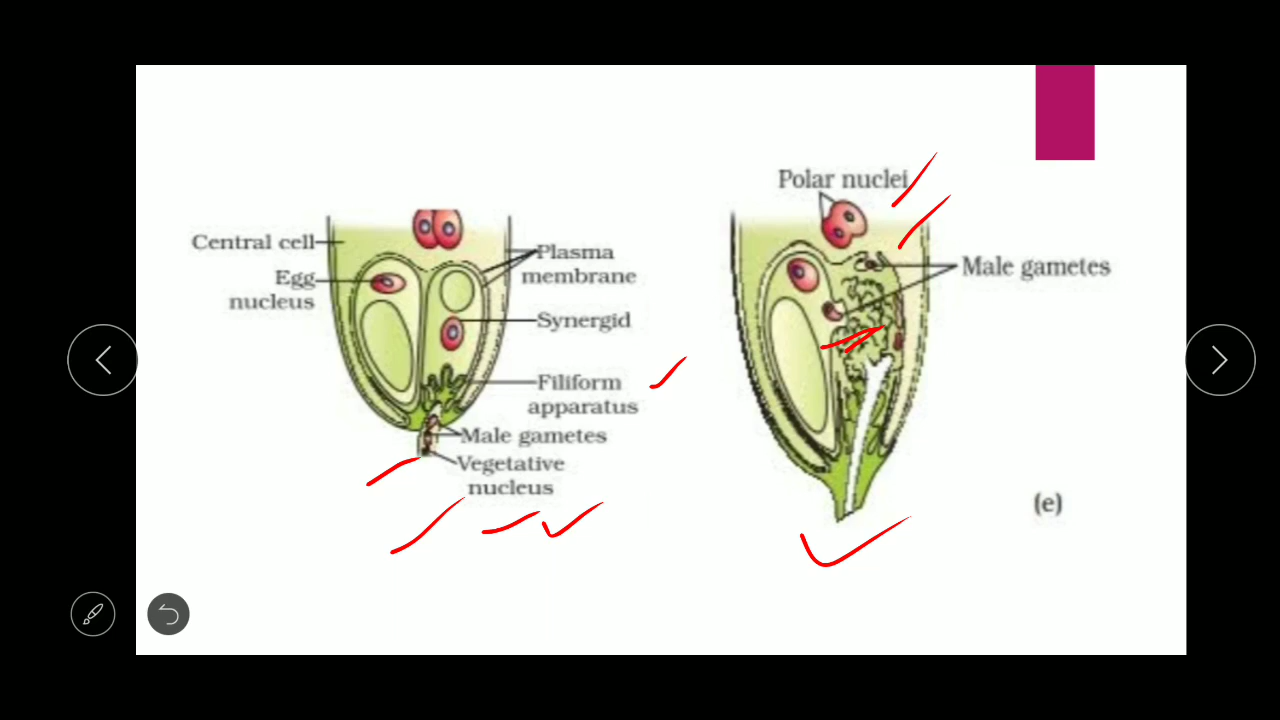 Central cell
Egg
nucleus
Plasma
membrane
Synergid
Filiform
apparatus
Male gametes
Vegetative
nucleus
Polar nuclei
Male gametes
(e)